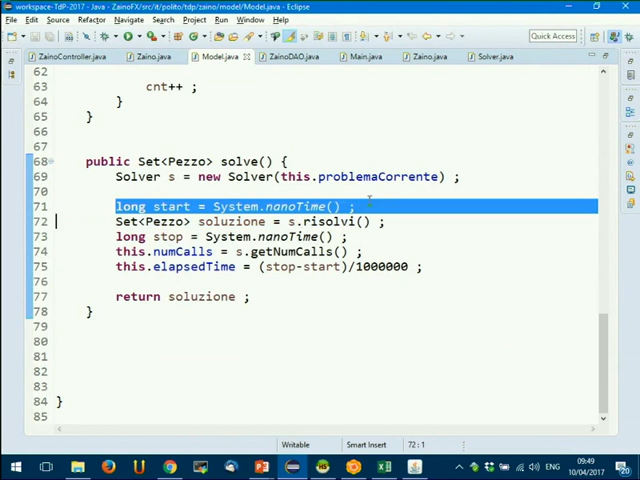 workspace-TdP-2017 - Java - ZainoFX/src/it/polito/tdp/zaino/model/Model.java - Eclipse
File Edit Source Refactor Navigate Search Project Run Window Help
Quick Access
ZainoController.java Zaino.java Model.java ZainoDAO.java Main.java Zaino.java Solver.java
62
63 cnt++ ;
64 }
65 }
66
67
68 public Set<Pezzo> solve() {
69 Solver s = new Solver(this.problemaCorrente) ;
70
71 long start = System.nanoTime() ;
72 Set<Pezzo> soluzione = s.risolvi() ;
73 long stop = System.nanoTime() ;
74 this.numCalls = s.getNumCalls() ;
75 this.elapsedTime = (stop-start)/1000000 ;
76
77 return soluzione ;
78 }
79
80
81
82
83
84 }
85
Writable Smart Insert 72 : 1
ENG 09:49
10/04/2017 20